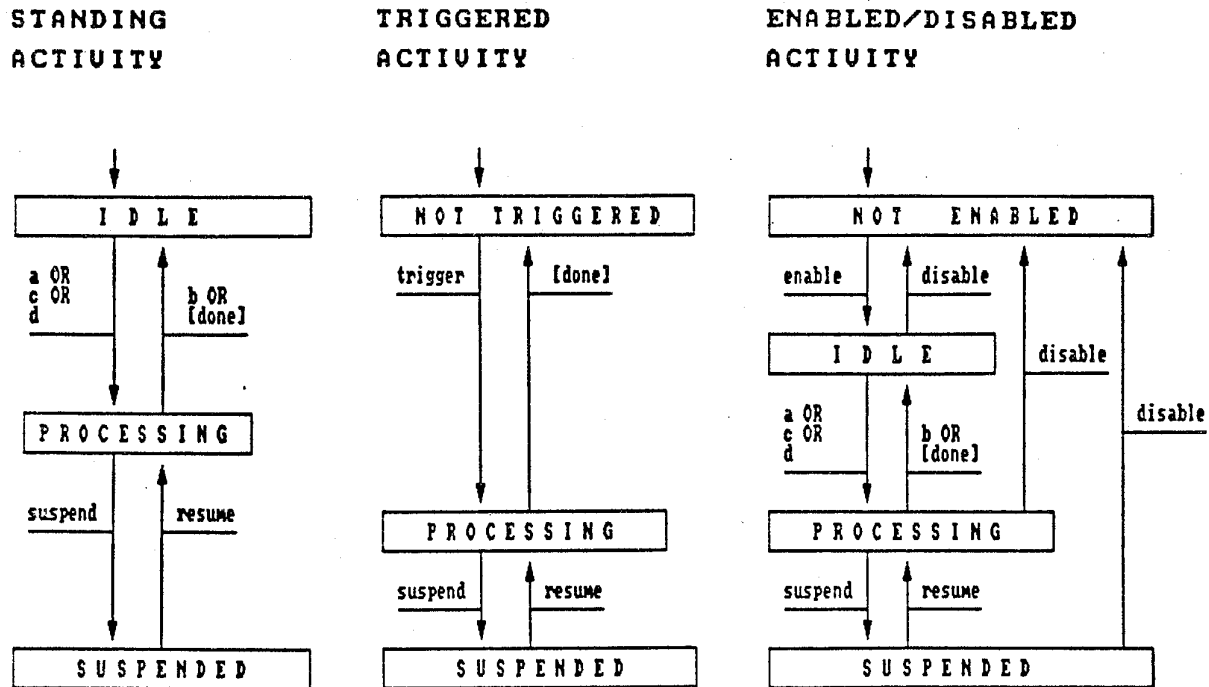 STANDING
ACTIVITY
IDLE
a OR
c OR
d
b OR
[done]
PROCESSING
suspend
resume
SUSPENDED
TRIGGERED
ACTIVITY
NOT TRIGGERED
trigger
[done]
PROCESSING
suspend
resume
SUSPENDED
ENABLED/DISABLED
ACTIVITY
NOT ENABLED
enable
disable
IDLE
disable
a OR
c OR
d
b OR
[done]
disable
PROCESSING
suspend
resume
SUSPENDED